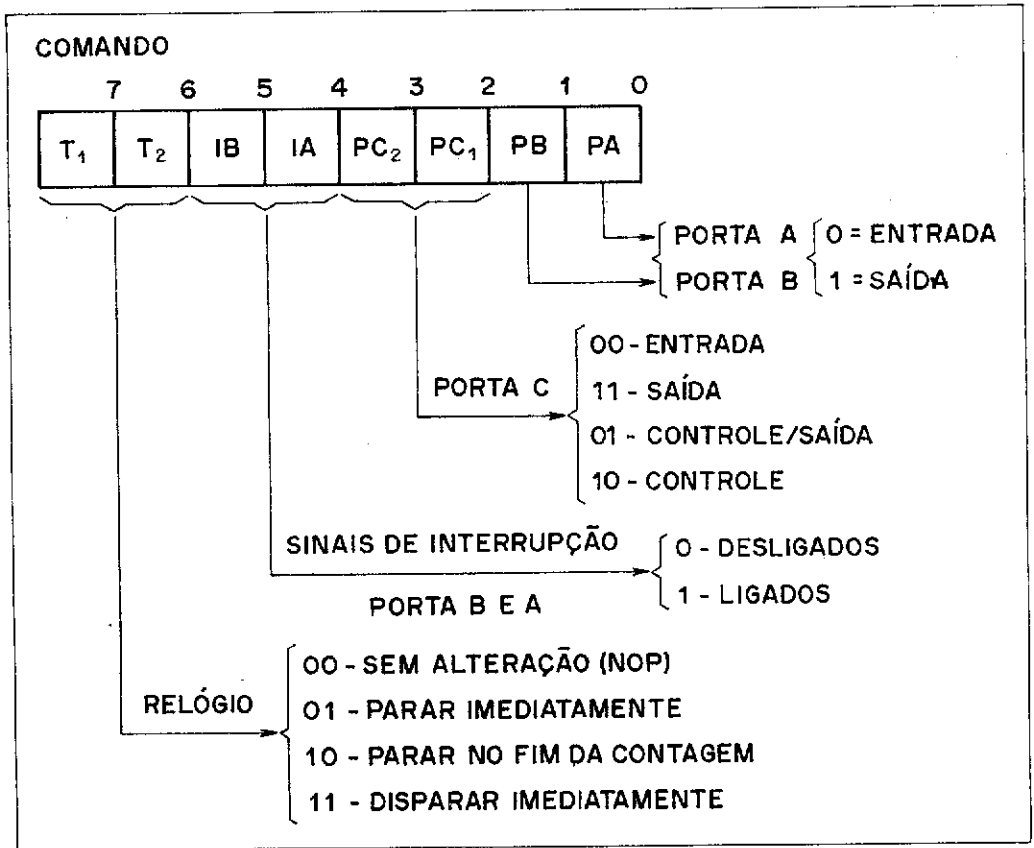 COMANDO
7 6 5 4 3 2 1 0
T₁ T₂ IB IA PC₂ PC₁ PB PA
PORTA A 0 = ENTRADA
PORTA B 1 = SAÍDA
00 - ENTRADA
PORTA C 11 - SAÍDA
01 - CONTROLE/SAÍDA
10 - CONTROLE
SINAIS DE INTERRUPÇÃO 0 - DESLIGADOS
PORTA B E A 1 - LIGADOS
00 - SEM ALTERAÇÃO (NOP)
RELÓGIO 01 - PARAR IMEDIATAMENTE
10 - PARAR NO FIM DA CONTAGEM
11 - DISPARAR IMEDIATAMENTE